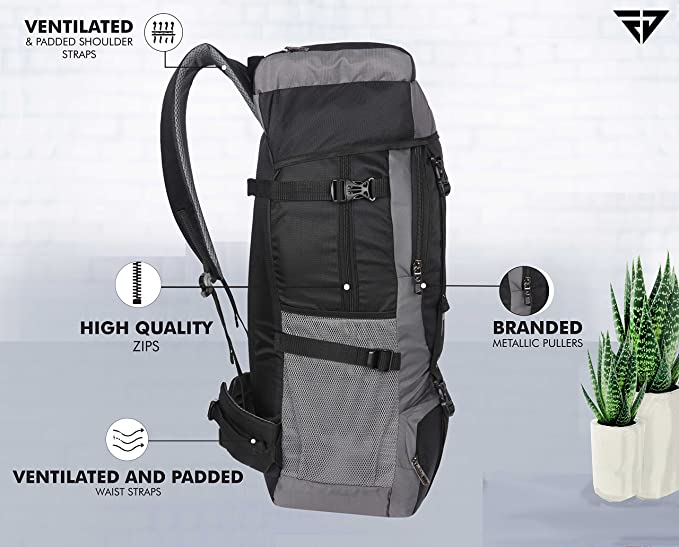 VENTILATED
& PADDED SHOULDER
STRAPS
HIGH QUALITY
ZIPS
BRANDED
METALLIC PULLERS
VENTILATED AND PADDED
WAIST STRAPS